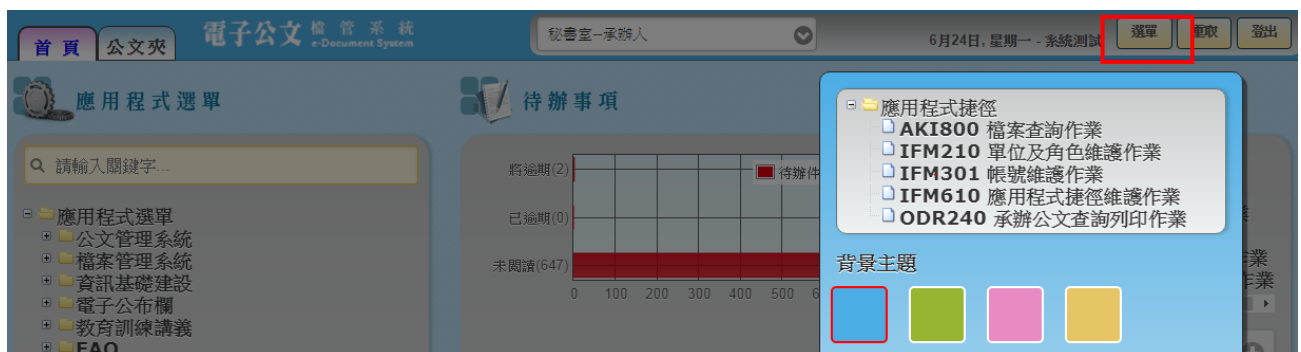 首頁
公文夾
電子公文 檔管系統
e-Document System
秘書室--承辦人
6月24日, 星期一 - 系統測試
選單
重取
登出
應用程式選單
請輸入關鍵字...
應用程式選單
公文管理系統
檔案管理系統
資訊基礎建設
電子公布欄
教育訓練講義
FAQ
待辦事項
將逾期(2)
已逾期(0)
未閱讀(647)
待辦件
0 100 200 300 400 500 6
應用程式捷徑
AKI800 檔案查詢作業
IFM210 單位及角色維護作業
IFM301 帳號維護作業
IFM610 應用程式捷徑維護作業
ODR240 承辦公文查詢列印作業
背景主題
業
作業